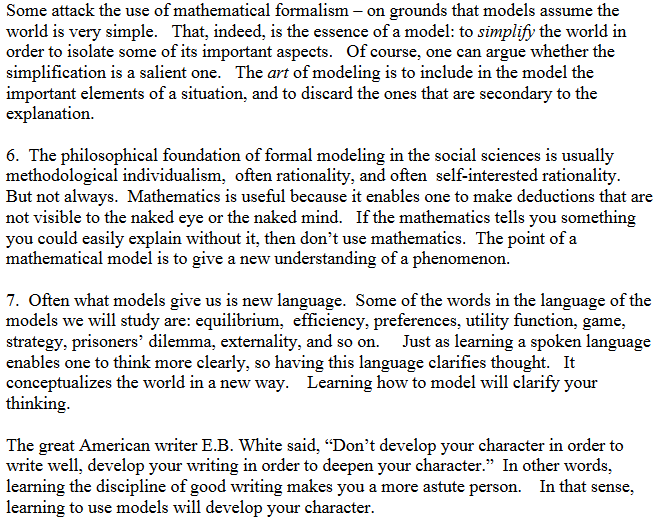 Some attack the use of mathematical formalism – on grounds that models assume the
world is very simple.   That, indeed, is the essence of a model: to simplify the world in
order to isolate some of its important aspects.   Of course, one can argue whether the
simplification is a salient one.   The art of modeling is to include in the model the
important elements of a situation, and to discard the ones that are secondary to the
explanation.
6.  The philosophical foundation of formal modeling in the social sciences is usually
methodological individualism,  often rationality, and often  self-interested rationality.
But not always.  Mathematics is useful because it enables one to make deductions that are
not visible to the naked eye or the naked mind.   If the mathematics tells you something
you could easily explain without it, then don’t use mathematics.  The point of a
mathematical model is to give a new understanding of a phenomenon.
7.  Often what models give us is new language.  Some of the words in the language of the
models we will study are: equilibrium,  efficiency, preferences, utility function, game,
strategy, prisoners’ dilemma, externality, and so on.    Just as learning a spoken language
enables one to think more clearly, so having this language clarifies thought.   It
conceptualizes the world in a new way.    Learning how to model will clarify your
thinking.
The great American writer E.B. White said, “Don’t develop your character in order to
write well, develop your writing in order to deepen your character.”  In other words,
learning the discipline of good writing makes you a more astute person.    In that sense,
learning to use models will develop your character.